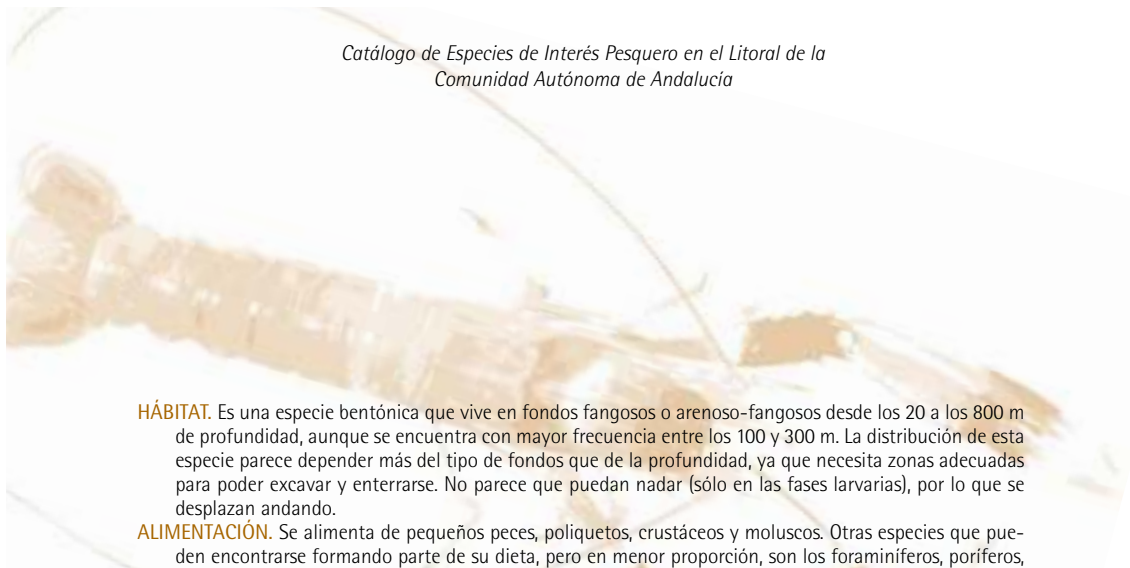 Catálogo de Especies de Interés Pesquero en el Litoral de la
Comunidad Autónoma de Andalucía
HÁBITAT. Es una especie bentónica que vive en fondos fangosos o arenoso-fangosos desde los 20 a los 800 m
de profundidad, aunque se encuentra con mayor frecuencia entre los 100 y 300 m. La distribución de esta
especie parece depender más del tipo de fondos que de la profundidad, ya que necesita zonas adecuadas
para poder excavar y enterrarse. No parece que puedan nadar (sólo en las fases larvarias), por lo que se
desplazan andando.
ALIMENTACIÓN. Se alimenta de pequeños peces, poliquetos, crustáceos y moluscos. Otras especies que pue-
den encontrarse formando parte de su dieta, pero en menor proporción, son los foraminíferos, poríferos,